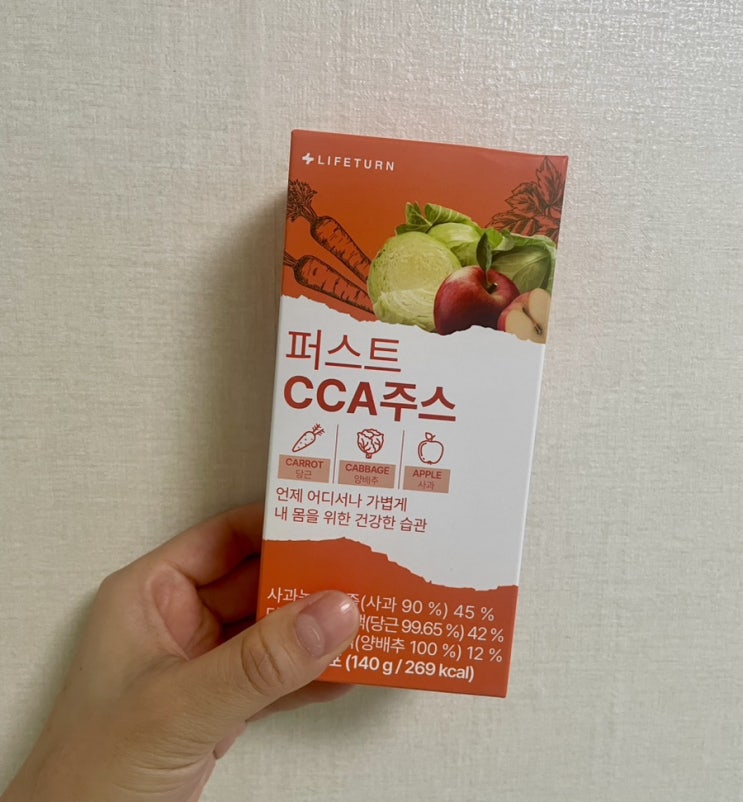 LIFETURN
퍼스트
CCA주스
CARROT
당근
CABBAGE
양배추
APPLE
사과
언제 어디서나 가볍게
내 몸을 위한 건강한 습관
(사과 90 %) 45 %
(당근 99.65 %) 42 %
(양배추 100 %) 12 %
(140 g / 269 kcal)